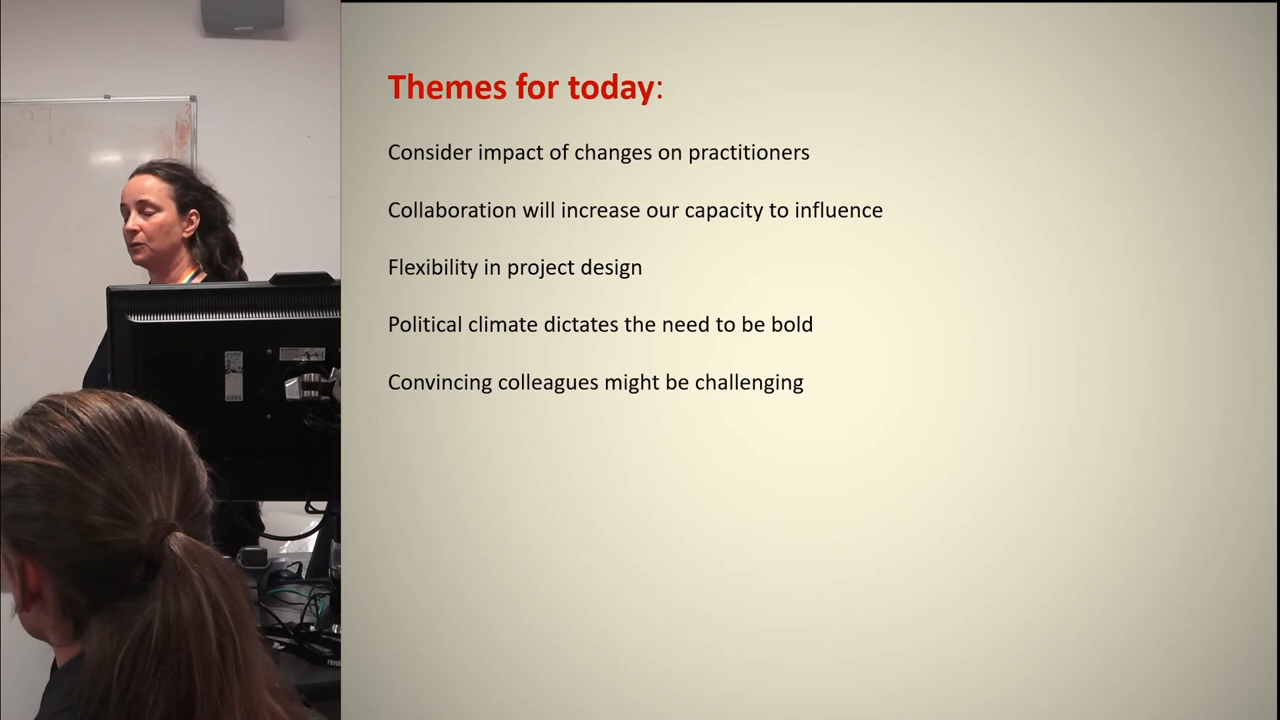 Themes for today:
Consider impact of changes on practitioners
Collaboration will increase our capacity to influence
Flexibility in project design
Political climate dictates the need to be bold
Convincing colleagues might be challenging